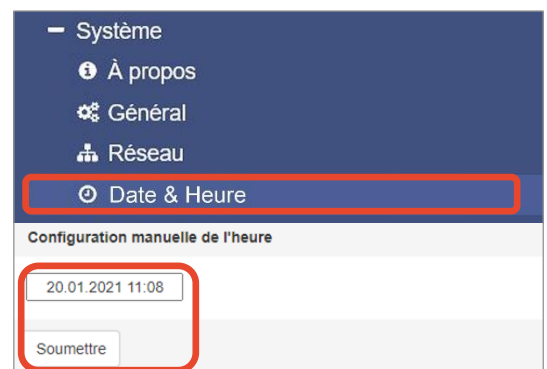 Système
À propos
Général
Réseau
Date & Heure
Configuration manuelle de l'heure
20.01.2021 11:08
Soumettre